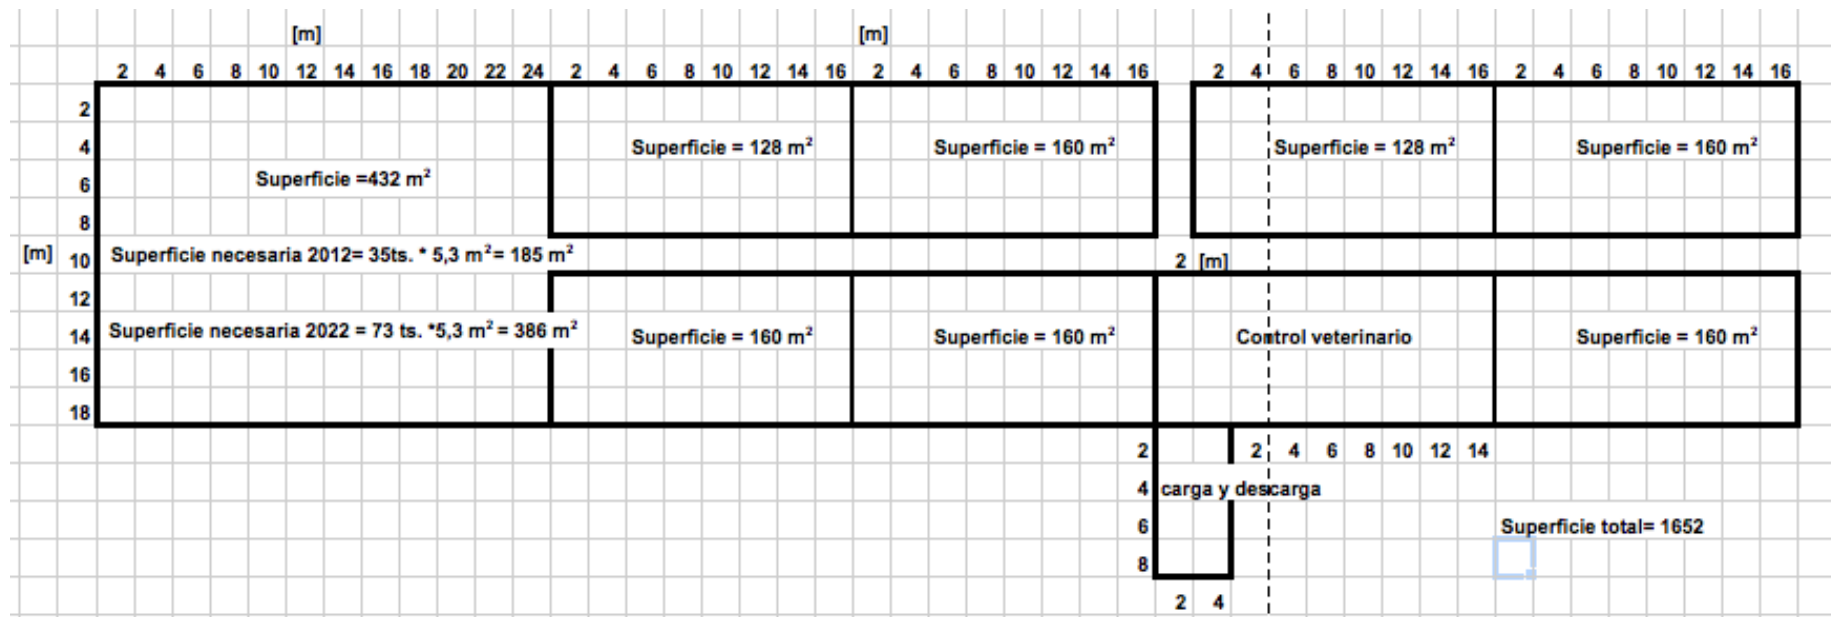 [m] [m]
2 4 6 8 10 12 14 16 18 20 22 24 2 4 6 8 10 12 14 16 2 4 6 8 10 12 14 16 2 4 6 8 10 12 14 16 2 4 6 8 10 12 14 16
2
4 Superficie = 128 m² Superficie = 160 m² Superficie = 128 m² Superficie = 160 m²
6 Superficie =432 m²
8
[m] 10 Superficie necesaria 2012= 35ts. * 5,3 m²= 185 m² 2 [m]
12
14 Superficie necesaria 2022 = 73 ts. *5,3 m² = 386 m² Superficie = 160 m² Superficie = 160 m² Control veterinario Superficie = 160 m²
16
18
2 2 4 6 8 10 12 14
4 carga y descarga
6 Superficie total= 1652
8
2 4